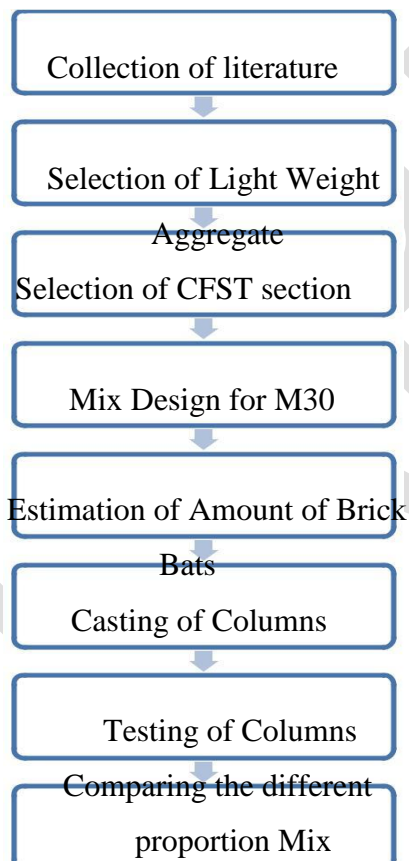 Collection of literature
Selection of Light Weight
Aggregate
Selection of CFST section
Mix Design for M30
Estimation of Amount of Brick
Bats
Casting of Columns
Testing of Columns
Comparing the different
proportion Mix